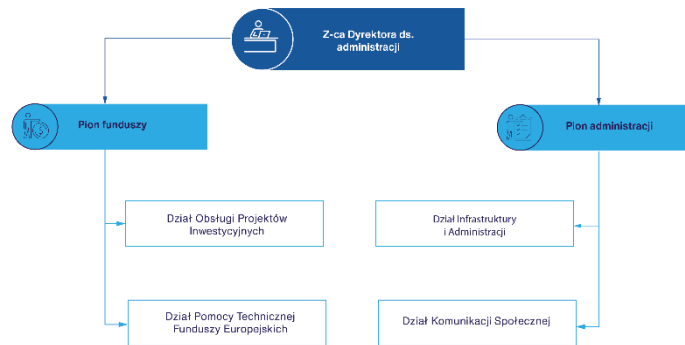 Z-ca Dyrektora ds.
administracji
Pion funduszy
Pion administracji
Dział Obsługi Projektów
Inwestycyjnych
Dział Infrastruktury
i Administracji
Dział Pomocy Technicznej
Funduszy Europejskich
Dział Komunikacji Społecznej